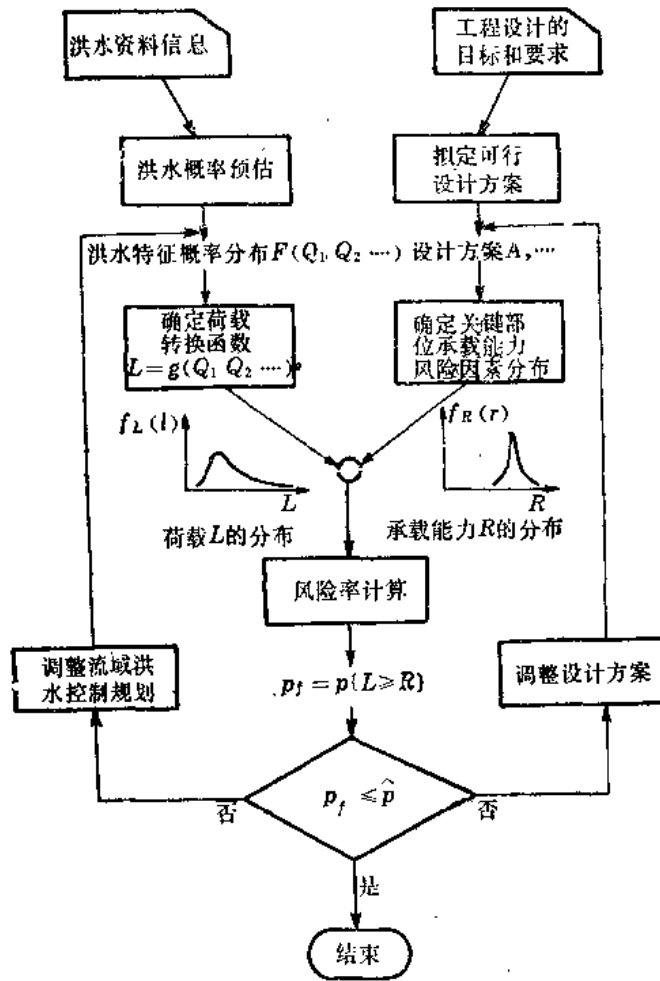 洪水资料信息
工程设计的
目标和要求
洪水概率预估
拟定可行
设计方案
洪水特征概率分布F(Q₁ Q₂ …) 设计方案A,…
确定荷载
转换函数
L=g(Q₁ Q₂ …)
确定关键部
位承载能力
风险因素分布
f_L(l)
L
荷载L的分布
f_R(r)
R
承载能力R的分布
风险率计算
p_f=p{L≥R}
调整流域洪
水控制规划
调整设计方案
p_f ≤p̂
否
否
是
结束